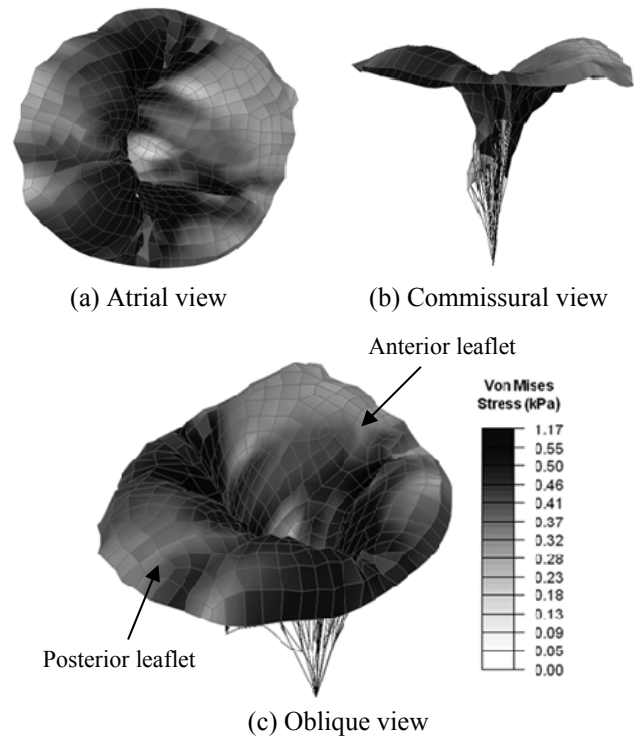 (a) Atrial view
(b) Commissural view
Anterior leaflet
Von Mises
Stress (kPa)
1.17
0.55
0.50
0.46
0.41
0.37
0.32
0.28
0.23
0.18
0.13
0.09
0.05
0.00
Posterior leaflet
(c) Oblique view